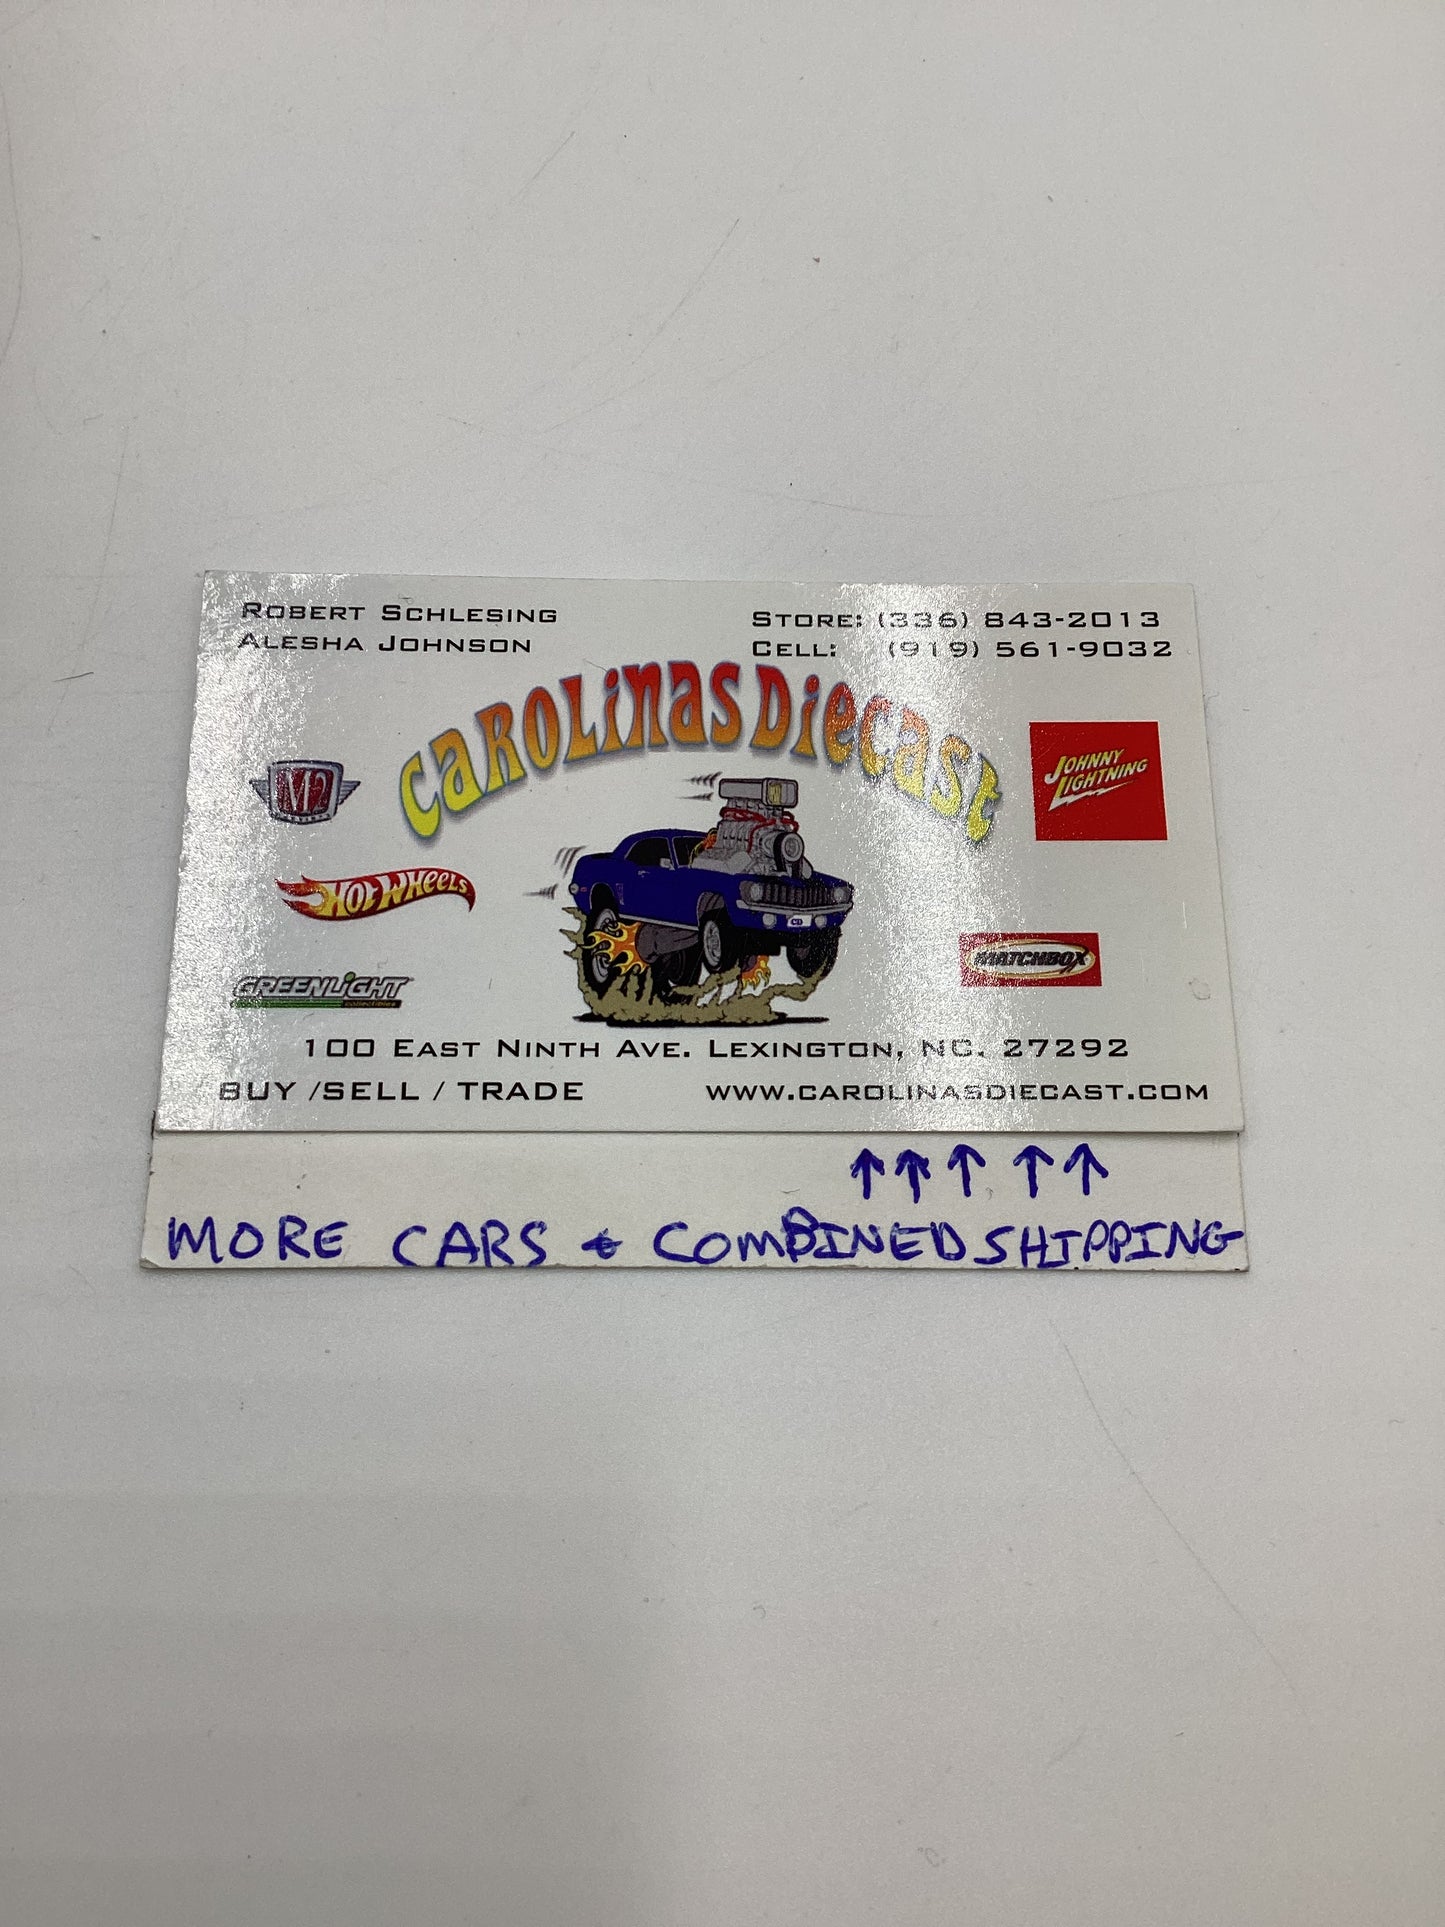 ROBERT SCHLESING
ALESHA JOHNSON
STORE: (336) 843-2013
CELL: (919) 561-9032
CAROLINAS DIECAST
M2
JOHNNY
LIGHTNING
HOT WHEELS
MATCHBOX
GREENLIGHT
collectibles
100 EAST NINTH AVE. LEXINGTON, NC. 27292
BUY /SELL / TRADE
WWW.CAROLINASDIECAST.COM
↑↑↑ ↑↑
MORE CARS & COMBINED SHIPPING